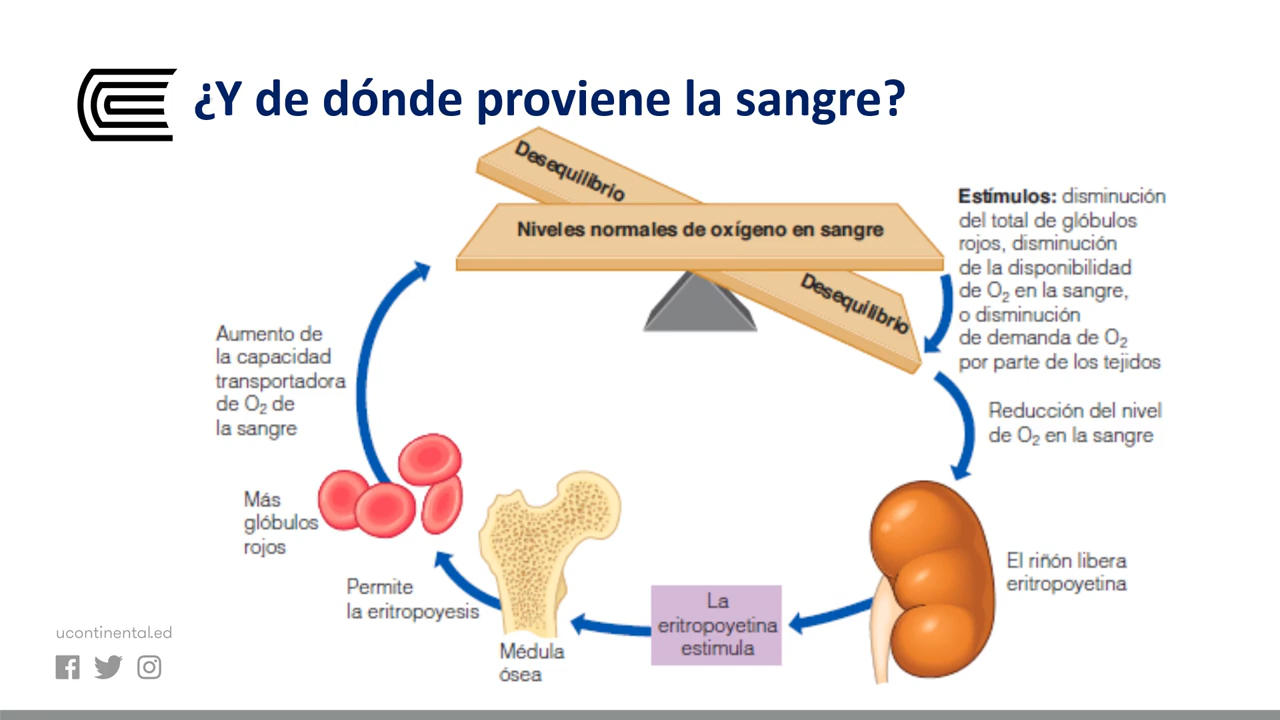 ¿Y de dónde proviene la sangre?
Desequilibrio
Niveles normales de oxígeno en sangre
Desequilibrio
Estímulos: disminución
del total de glóbulos
rojos, disminución
de la disponibilidad
de O₂ en la sangre,
o disminución
de demanda de O₂
por parte de los tejidos
Reducción del nivel
de O₂ en la sangre
El riñón libera
eritropoyetina
La
eritropoyetina
estimula
Médula
ósea
Permite
la eritropoyesis
Más
glóbulos
rojos
Aumento de
la capacidad
transportadora
de O₂ de
la sangre
ucontinental.ed